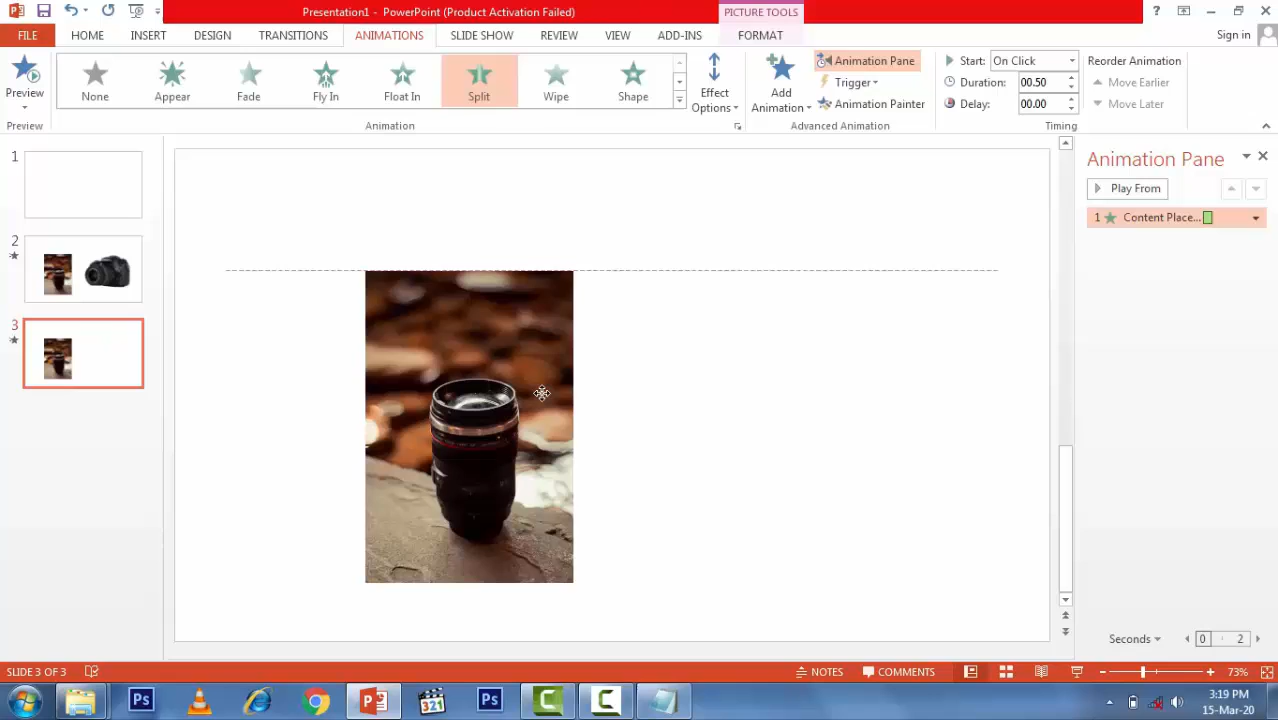 Presentation1 - PowerPoint (Product Activation Failed)
PICTURE TOOLS
?
FILE
HOME
INSERT
DESIGN
TRANSITIONS
ANIMATIONS
SLIDE SHOW
REVIEW
VIEW
ADD-INS
FORMAT
Sign in
Preview
None
Appear
Fade
Fly In
Float In
Split
Wipe
Shape
Effect
Options
Add
Animation
Animation Pane
Trigger
Animation Painter
Start: On Click
Duration: 00.50
Delay: 00.00
Reorder Animation
Move Earlier
Move Later
Preview
Animation
Advanced Animation
Timing
1
2
3
Animation Pane
Play From
1 Content Place...
Seconds
0
2
SLIDE 3 OF 3
NOTES
COMMENTS
73%
Ps
321
Ps
3:19 PM
15-Mar-20